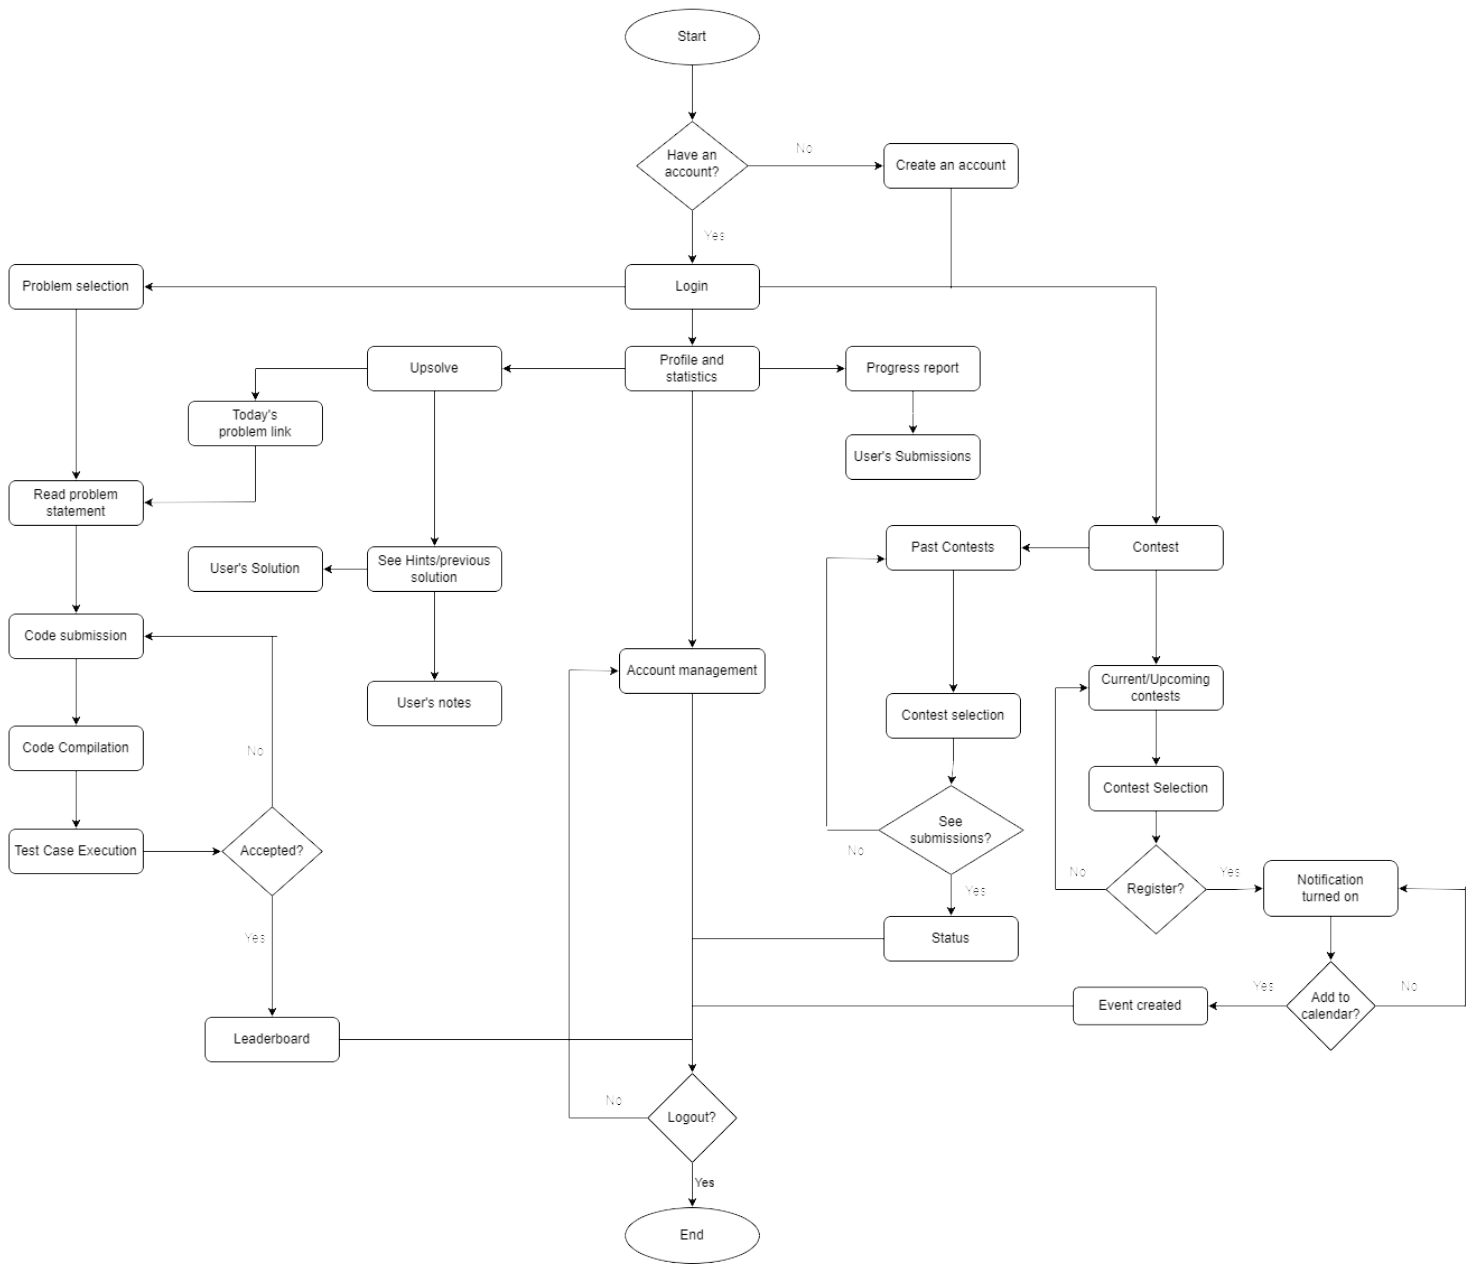 Start
Have an
account?
No
Create an account
Yes
Problem selection
Login
Upsolve
Profile and
statistics
Progress report
Today's
problem link
User's Submissions
Read problem
statement
Past Contests
Contest
User's Solution
See Hints/previous
solution
Code submission
Account management
Current/Upcoming
contests
User's notes
Contest selection
Code Compilation
No
Contest Selection
See
submissions?
Test Case Execution
Accepted?
No
No
Yes
Register?
Notification
turned on
Yes
Yes
Status
Yes
No
Event created
Add to
calendar?
Leaderboard
No
Logout?
Yes
End